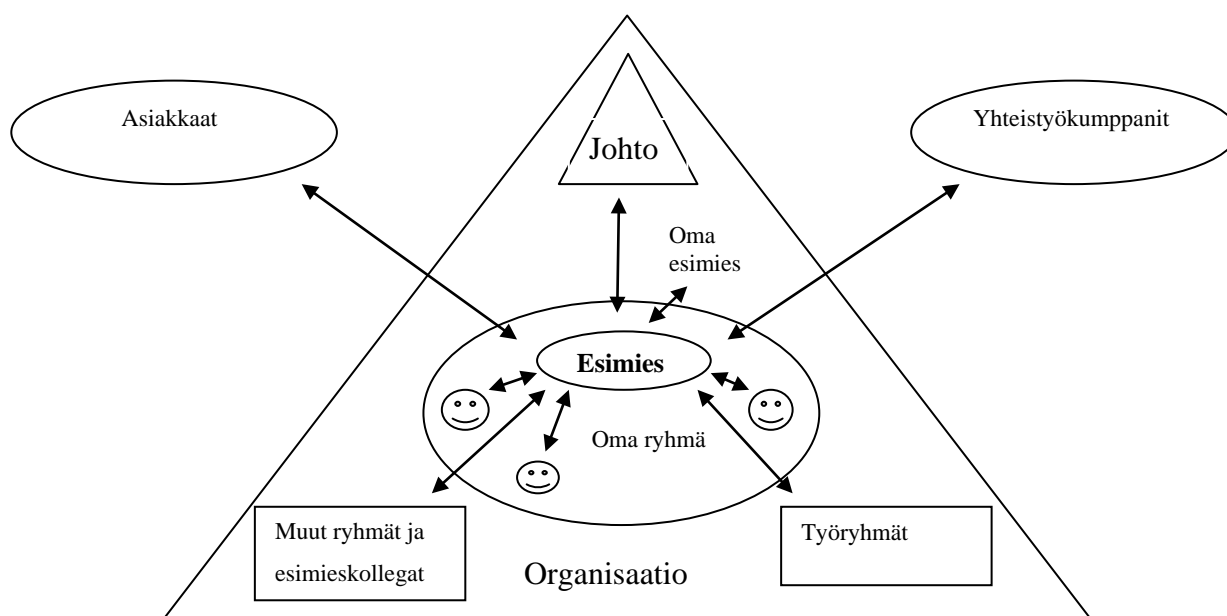 Asiakkaat
Yhteistyökumppanit
Johto
Oma
esimies
Esimies
Oma ryhmä
Muut ryhmät ja
esimieskollegat
Työryhmät
Organisaatio